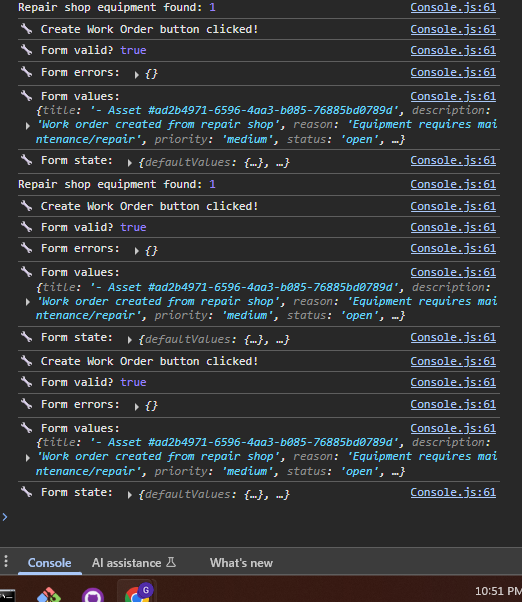 Repair shop equipment found: 1 Console.js:61
🔧 Create Work Order button clicked! Console.js:61
🔧 Form valid? true Console.js:61
🔧 Form errors: ▸ {} Console.js:61
🔧 Form values: Console.js:61
{title: '- Asset #ad2b4971-6596-4aa3-b085-76885bd0789d', description:
▸ 'Work order created from repair shop', reason: 'Equipment requires mai
ntenance/repair', priority: 'medium', status: 'open', …}
🔧 Form state: ▸ {defaultValues: {…}, …} Console.js:61
Repair shop equipment found: 1 Console.js:61
🔧 Create Work Order button clicked! Console.js:61
🔧 Form valid? true Console.js:61
🔧 Form errors: ▸ {} Console.js:61
🔧 Form values: Console.js:61
{title: '- Asset #ad2b4971-6596-4aa3-b085-76885bd0789d', description:
▸ 'Work order created from repair shop', reason: 'Equipment requires mai
ntenance/repair', priority: 'medium', status: 'open', …}
🔧 Form state: ▸ {defaultValues: {…}, …} Console.js:61
🔧 Create Work Order button clicked! Console.js:61
🔧 Form valid? true Console.js:61
🔧 Form errors: ▸ {} Console.js:61
🔧 Form values: Console.js:61
{title: '- Asset #ad2b4971-6596-4aa3-b085-76885bd0789d', description:
▸ 'Work order created from repair shop', reason: 'Equipment requires mai
ntenance/repair', priority: 'medium', status: 'open', …}
🔧 Form state: ▸ {defaultValues: {…}, …} Console.js:61
>
Console AI assistance What's new
G
10:51 PM